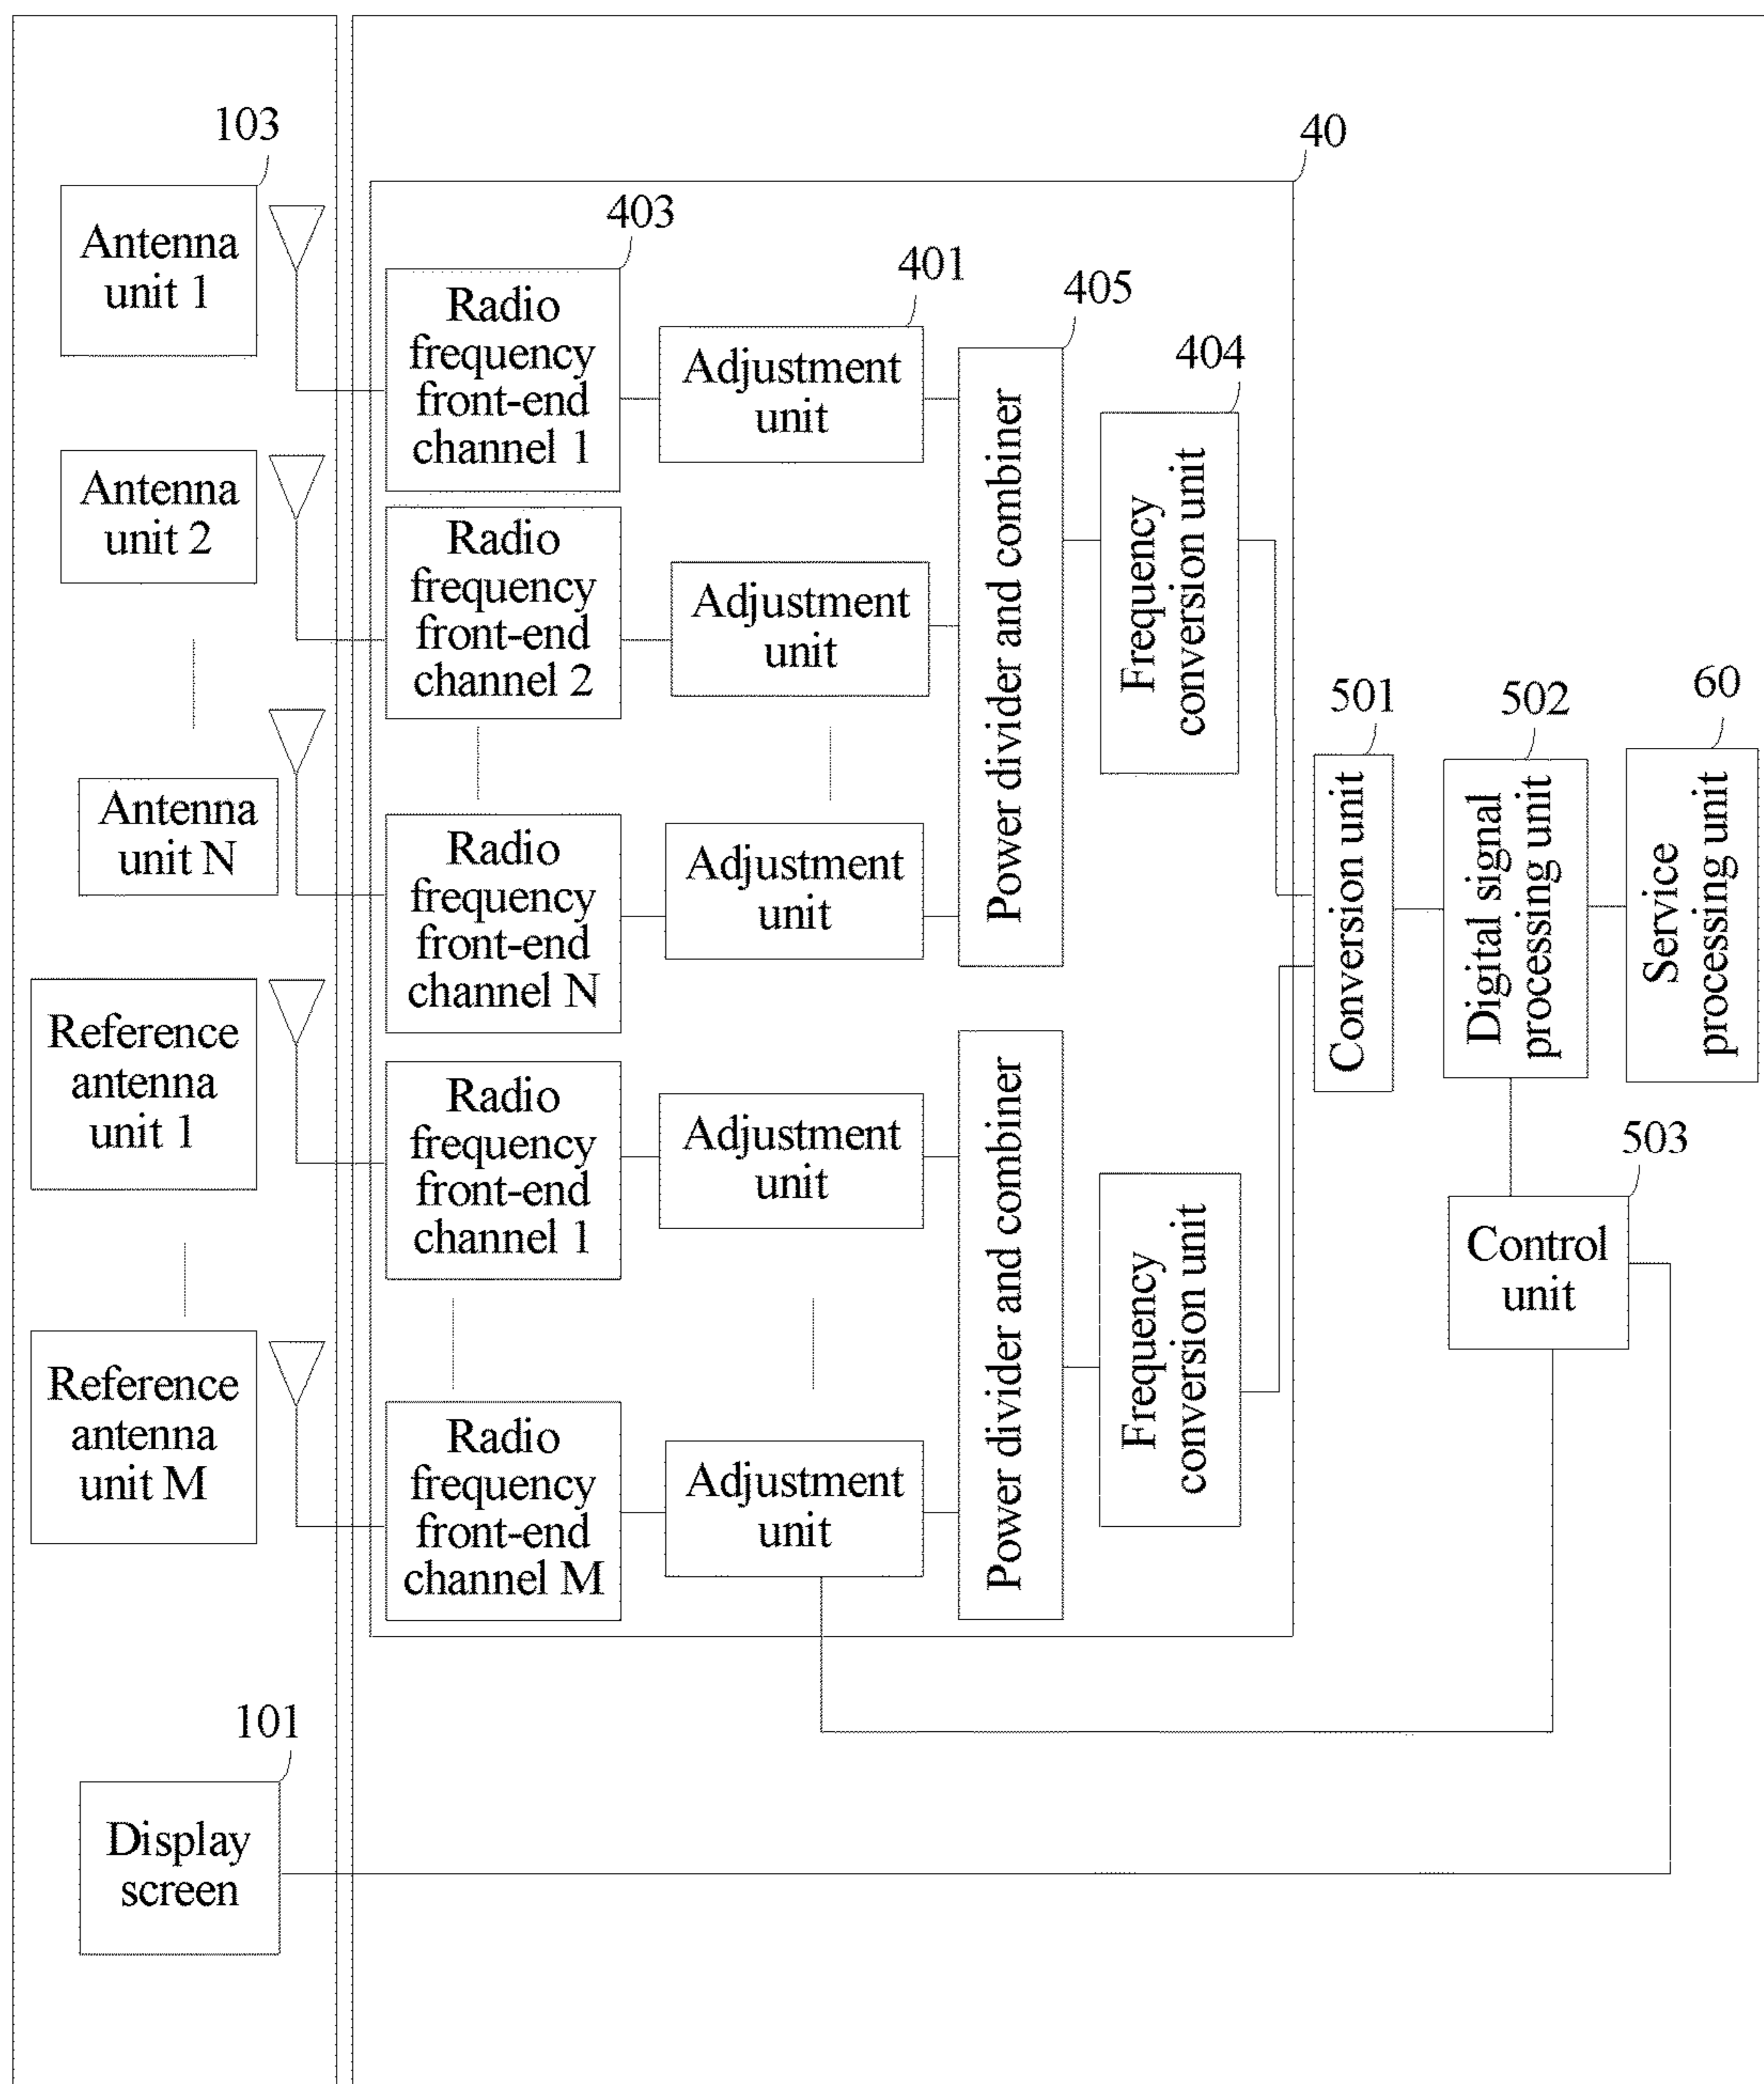 103
Antenna
unit 1
Antenna
unit 2
Antenna
unit N
Reference
antenna
unit 1
Reference
antenna
unit M
101
Display
screen
40
403
Radio
frequency
front-end
channel 1
Radio
frequency
front-end
channel 2
Radio
frequency
front-end
channel N
Radio
frequency
front-end
channel 1
Radio
frequency
front-end
channel M
401
Adjustment
unit
Adjustment
unit
Adjustment
unit
Adjustment
unit
Adjustment
unit
405
Power divider and combiner
Power divider and combiner
404
Frequency
conversion unit
Frequency
conversion unit
501
Conversion unit
502
Digital signal
processing unit
60
Service
processing unit
503
Control
unit